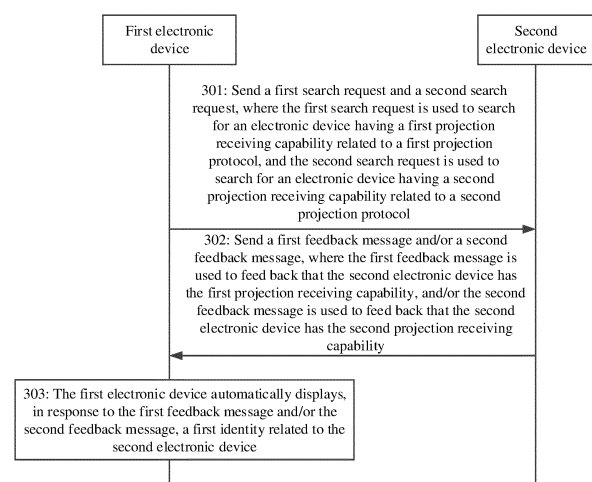 First electronic
device
Second
electronic device
301: Send a first search request and a second search
request, where the first search request is used to search
for an electronic device having a first projection
receiving capability related to a first projection
protocol, and the second search request is used to
search for an electronic device having a second
projection receiving capability related to a second
projection protocol
302: Send a first feedback message and/or a second
feedback message, where the first feedback message is
used to feed back that the second electronic device has
the first projection receiving capability, and/or the second
feedback message is used to feed back that the second
electronic device has the second projection receiving
capability
303: The first electronic device automatically displays,
in response to the first feedback message and/or the
second feedback message, a first identity related to the
second electronic device